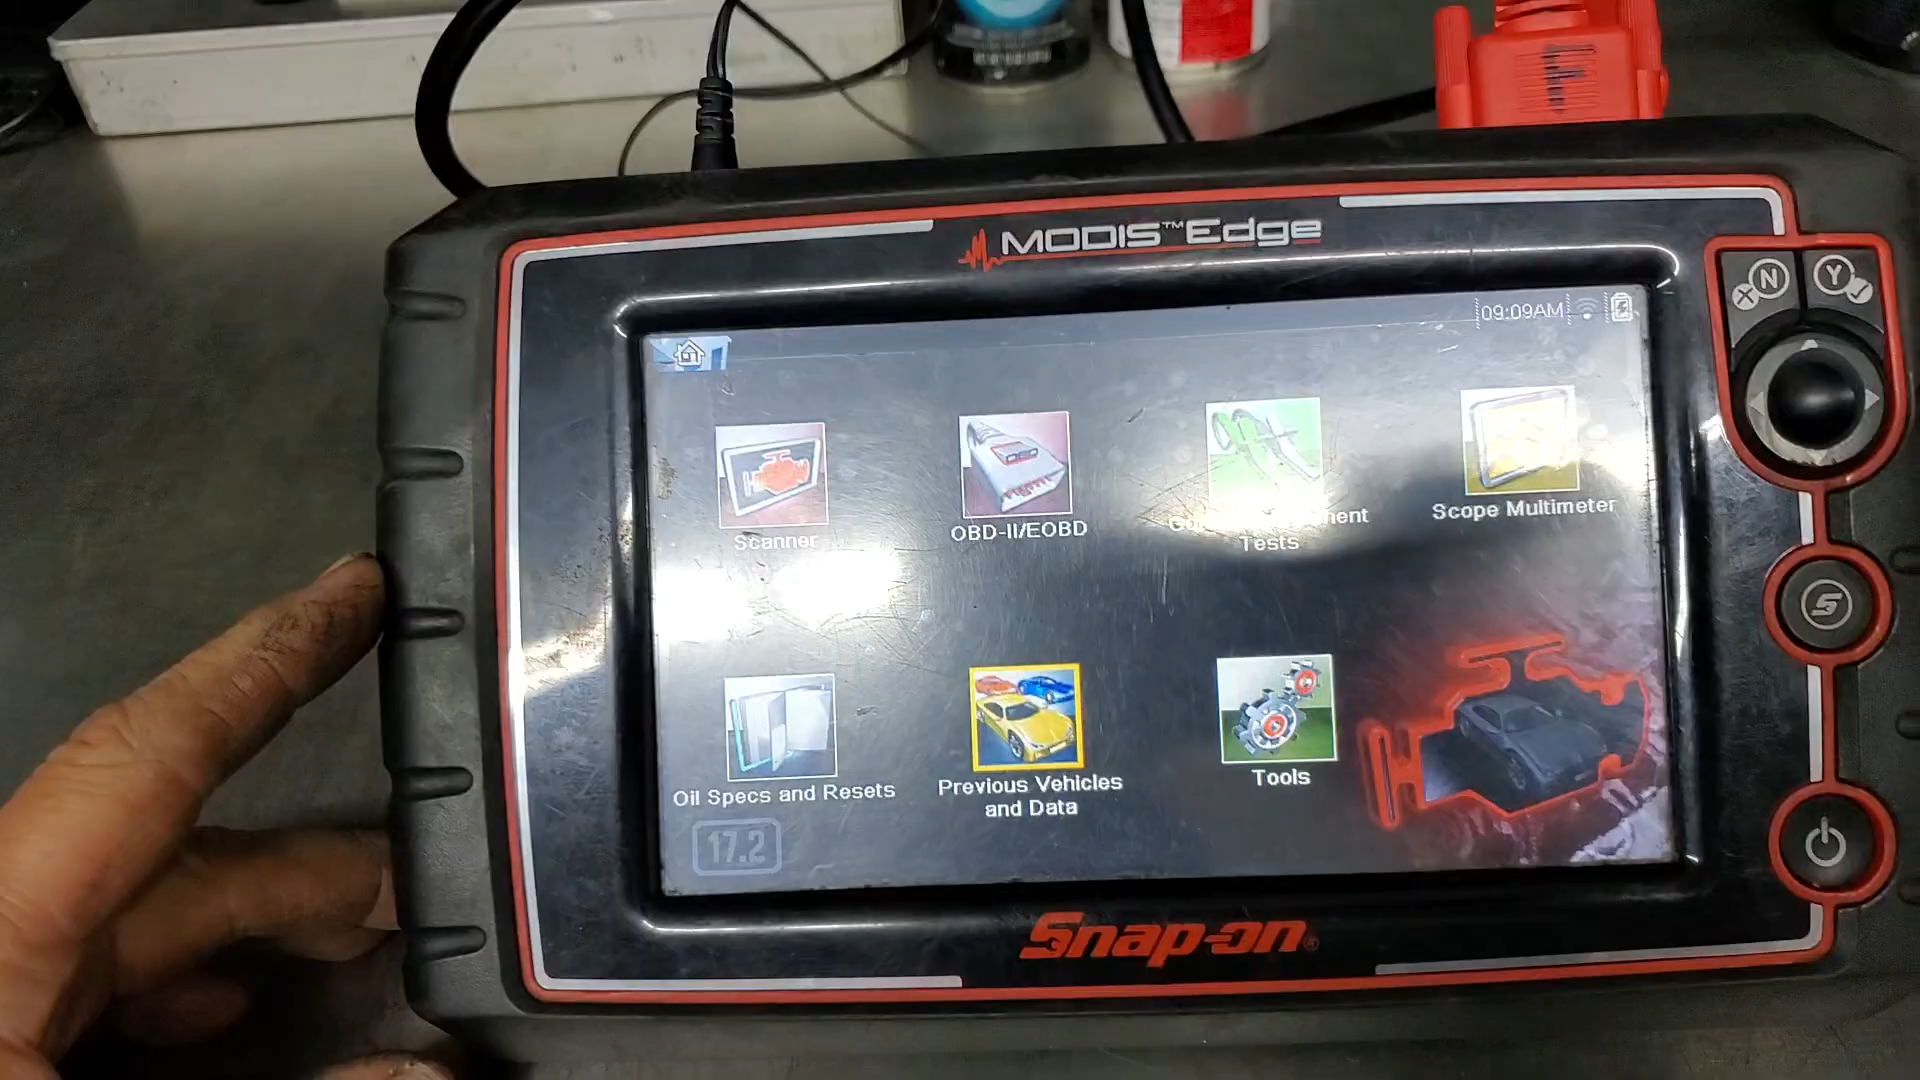 MODIS™Edge
N
Y
09:09AM
Scanner
OBD-II/EOBD
Tests
Scope Multimeter
Oil Specs and Resets
Previous Vehicles
and Data
Tools
17.2
Snap-on®